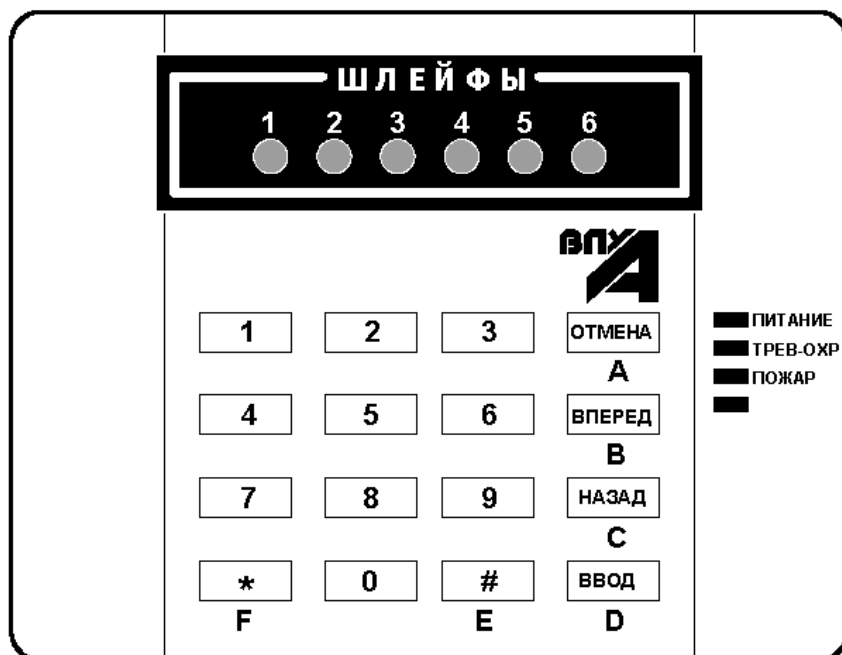 ШЛЕЙФЫ
1 2 3 4 5 6
ВПУ А
1 2 3 ОТМЕНА
A
4 5 6 ВПЕРЕД
B
7 8 9 НАЗАД
C
* 0 # ВВОД
F E D
ПИТАНИЕ
ТРЕВ-ОХР
ПОЖАР